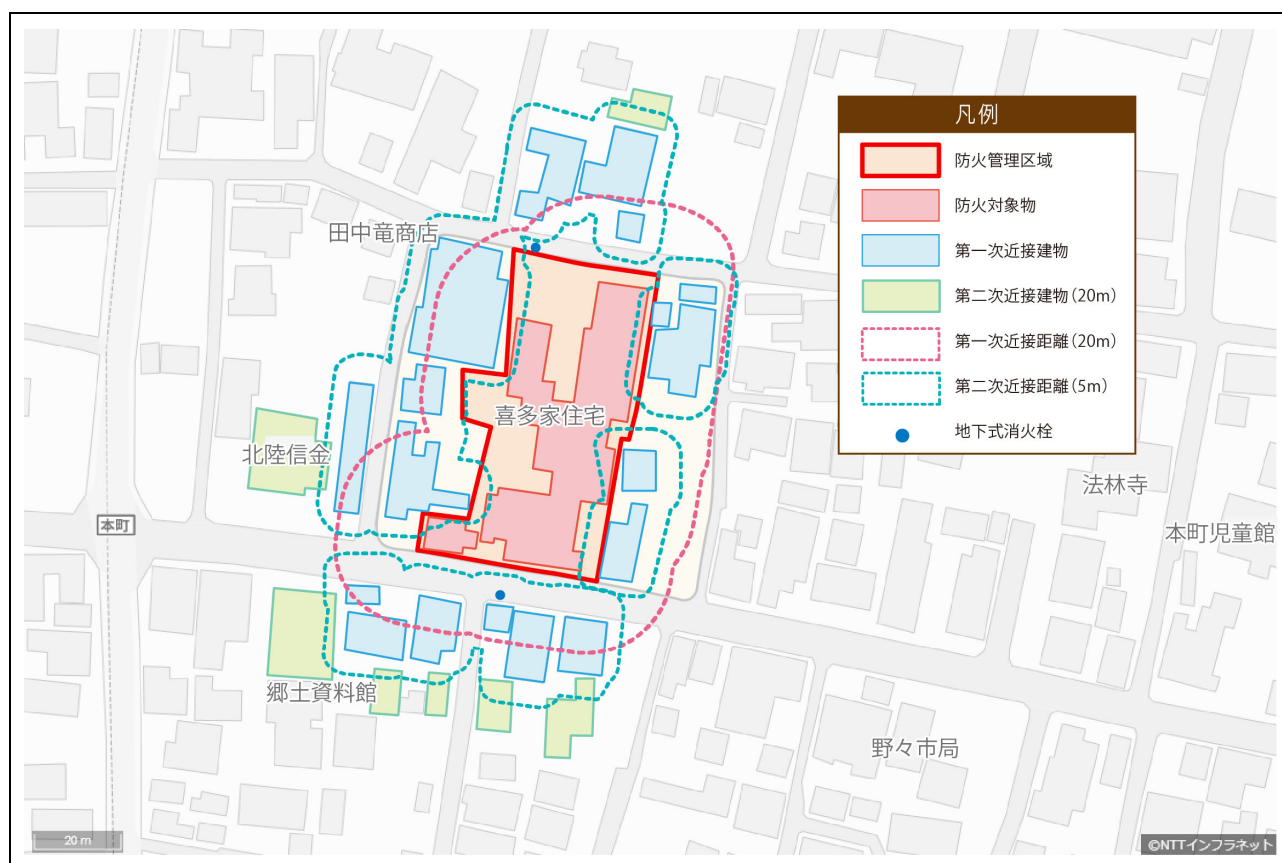 凡例
防火管理区域
防火対象物
第一次近接建物
第二次近接建物(20m)
第一次近接距離(20m)
第二次近接距離(5m)
地下式消火栓
田中竜商店
喜多家住宅
北陸信金
法林寺
本町
本町児童館
郷土資料館
野々市局
20 m
©NTTインフラネット